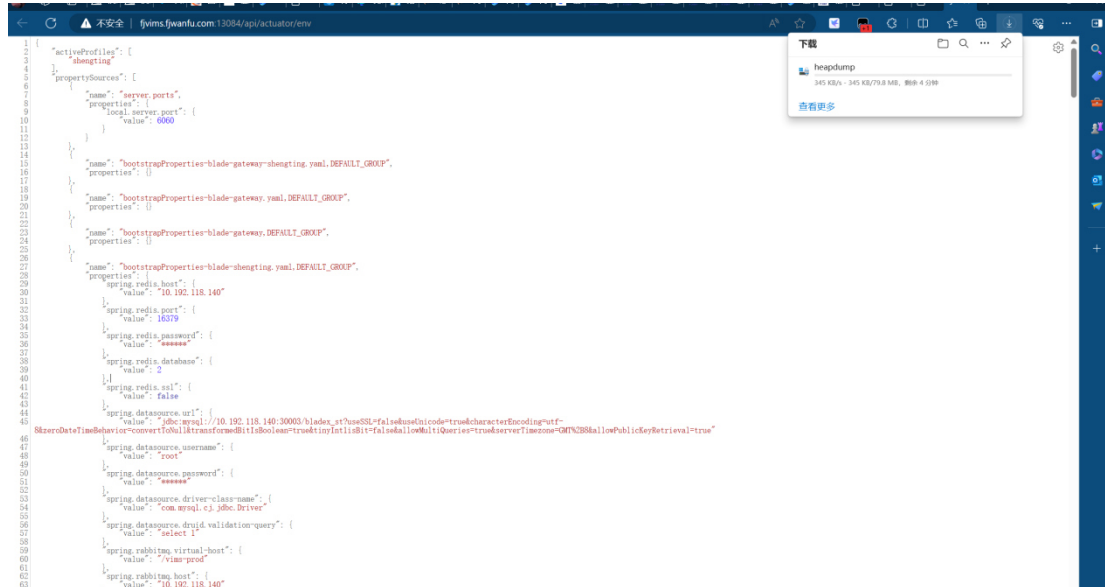 不安全 | fjvims.fjwanfu.com:13084/api/actuator/env
下载
heapdump
345 KB/s - 345 KB/79.8 MB, 剩余 4 分钟
查看更多
1 {
2 "activeProfiles": [
3 "shengting"
4 ],
5 "propertySources": [
6 {
7 "name": "server.ports",
8 "properties": {
9 "local.server.port": {
10 "value": 6060
11 }
12 }
13 },
14 {
15 "name": "bootstrapProperties-blade-gateway-shengting.yaml,DEFAULT_GROUP",
16 "properties": {}
17 },
18 {
19 "name": "bootstrapProperties-blade-gateway.yaml,DEFAULT_GROUP",
20 "properties": {}
21 },
22 {
23 "name": "bootstrapProperties-blade-gateway,DEFAULT_GROUP",
24 "properties": {}
25 },
26 {
27 "name": "bootstrapProperties-blade-shengting.yaml,DEFAULT_GROUP",
28 "properties": {
29 "spring.redis.host": {
30 "value": "10.192.118.140"
31 },
32 "spring.redis.port": {
33 "value": 16379
34 },
35 "spring.redis.password": {
36 "value": "******"
37 },
38 "spring.redis.database": {
39 "value": 2
40 },
41 "spring.redis.ssl": {
42 "value": false
43 },
44 "spring.datasource.url": {
45 "value": "jdbc:mysql://10.192.118.140:30003/bladex_st?useSSL=false&useUnicode=true&characterEncoding=utf-
8&zeroDateTimeBehavior=convertToNull&transformedBitIsBoolean=true&tinyInt1isBit=false&allowMultiQueries=true&serverTimezone=GMT%2B8&allowPublicKeyRetrieval=true"
46 },
47 "spring.datasource.username": {
48 "value": "root"
49 },
50 "spring.datasource.password": {
51 "value": "******"
52 },
53 "spring.datasource.driver-class-name": {
54 "value": "com.mysql.cj.jdbc.Driver"
55 },
56 "spring.datasource.druid.validation-query": {
57 "value": "select 1"
58 },
59 "spring.rabbitmq.virtual-host": {
60 "value": "/vims-prod"
61 },
62 "spring.rabbitmq.host": {
63 "value": "10.192.118.140"